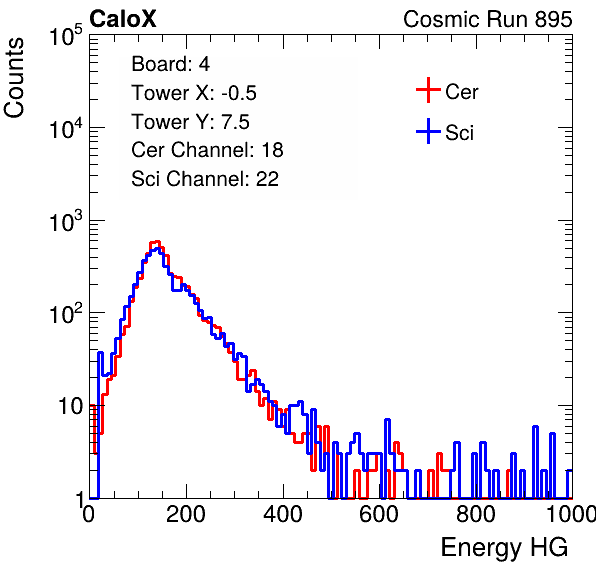 CaloX Cosmic Run 895
Counts
10^5
10^4
10^3
10^2
10
1
Board: 4
Tower X: -0.5
Tower Y: 7.5
Cer Channel: 18
Sci Channel: 22
Cer
Sci
0 200 400 600 800 1000
Energy HG